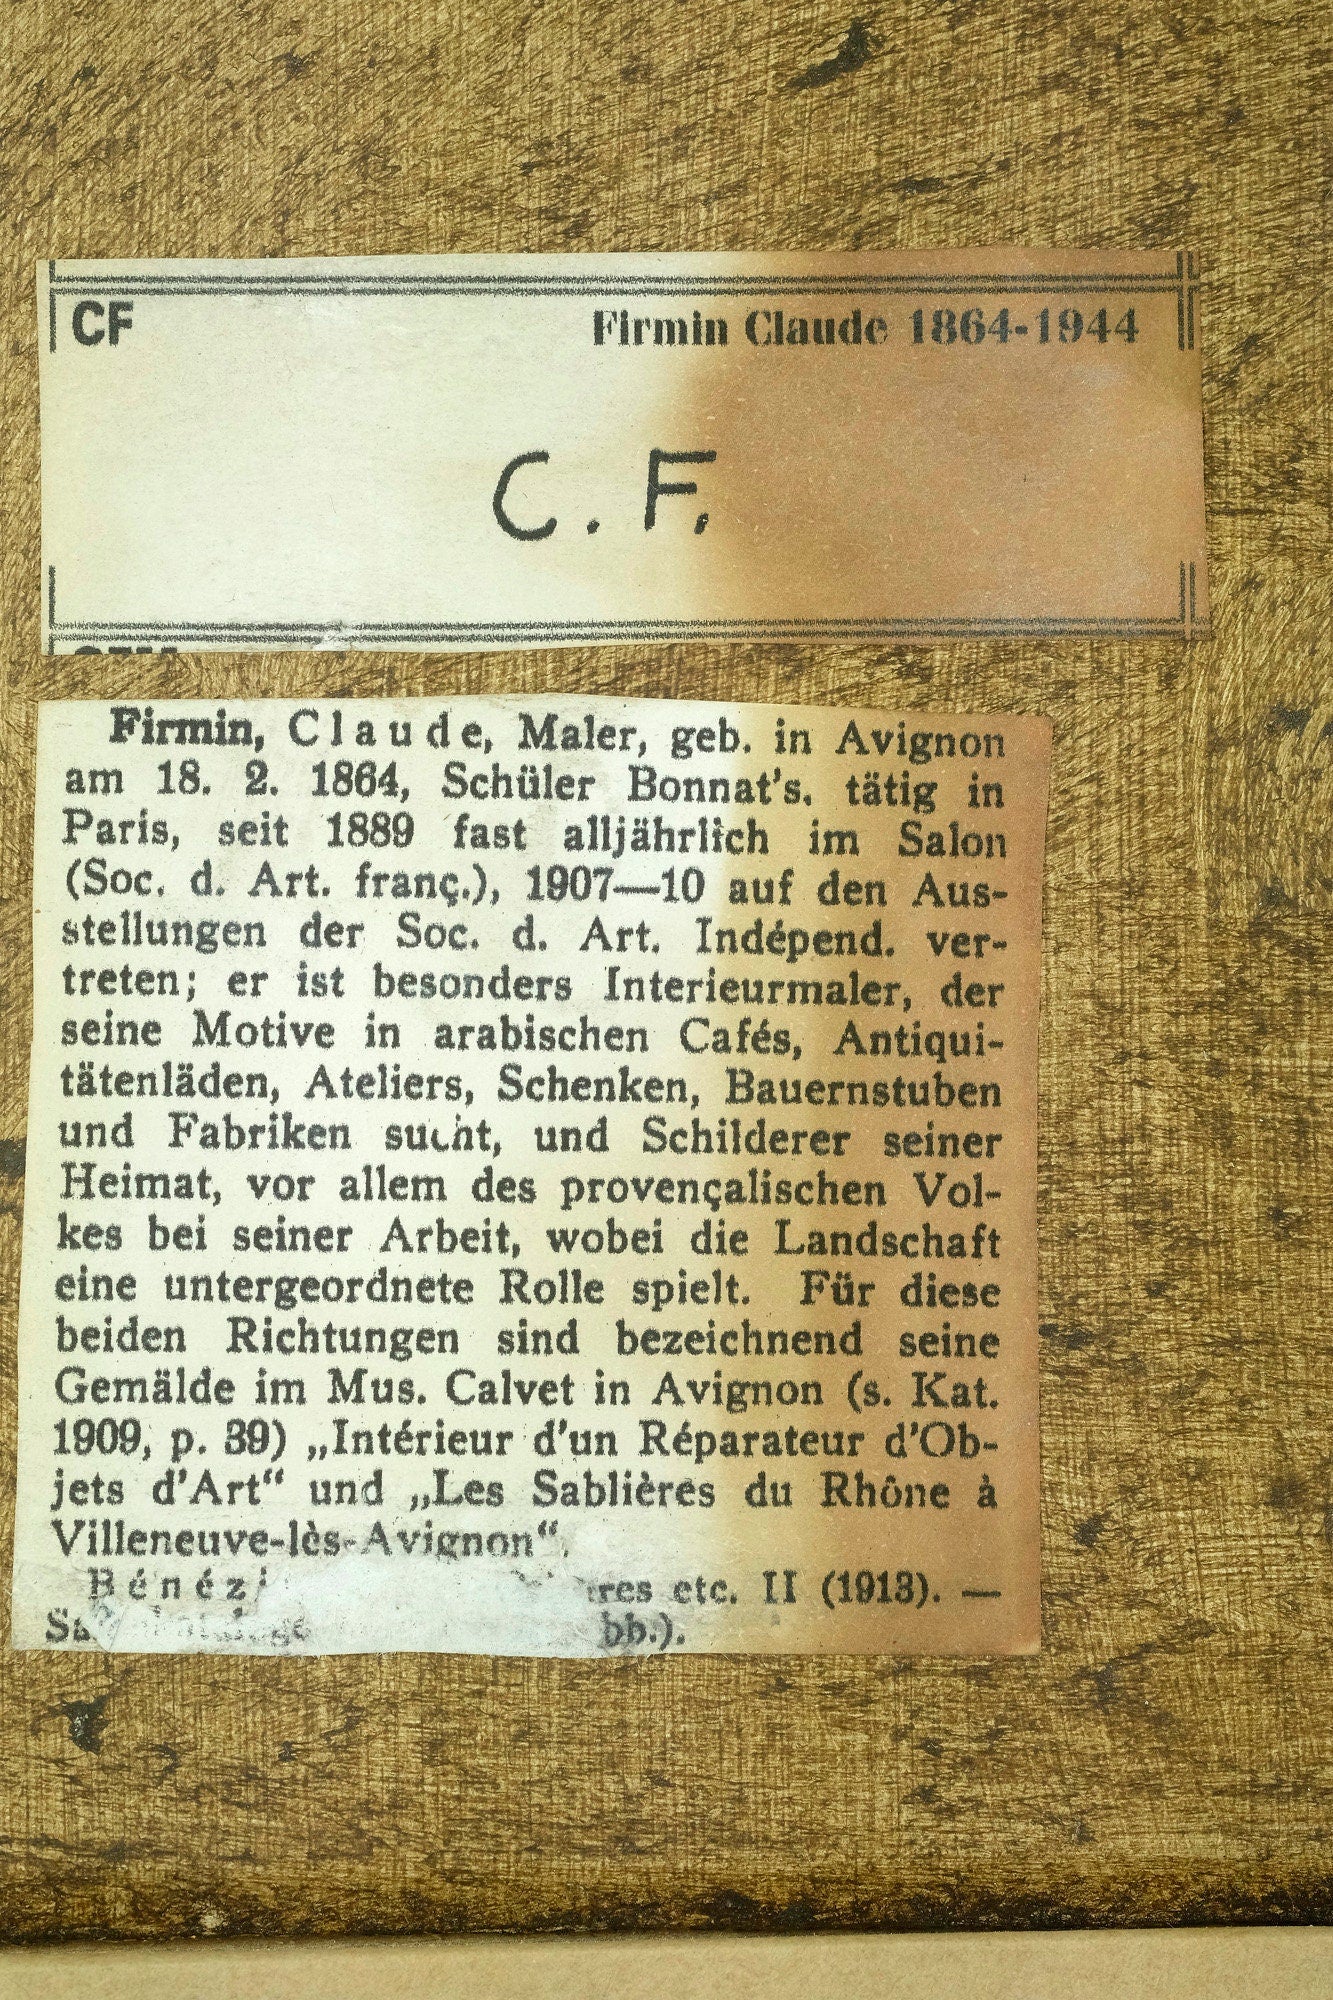 CF
Firmin Claude 1864-1944
C. F.
Firmin, Claude, Maler, geb. in Avignon
am 18. 2. 1864, Schüler Bonnat's, tätig in
Paris, seit 1889 fast alljährlich im Salon
(Soc. d. Art. franç.), 1907—10 auf den Aus-
stellungen der Soc. d. Art. Indépend. ver-
treten; er ist besonders Interieurmaler, der
seine Motive in arabischen Cafés, Antiqui-
tätenläden, Ateliers, Schenken, Bauernstuben
und Fabriken sucht, und Schilderer seiner
Heimat, vor allem des provençalischen Vol-
kes bei seiner Arbeit, wobei die Landschaft
eine untergeordnete Rolle spielt. Für diese
beiden Richtungen sind bezeichnend seine
Gemälde im Mus. Calvet in Avignon (s. Kat.
1909, p. 39) „Intérieur d'un Réparateur d'Ob-
jets d'Art“ und „Les Sablières du Rhône à
Villeneuve-lès-Avignon“.
etc. II (1913). —